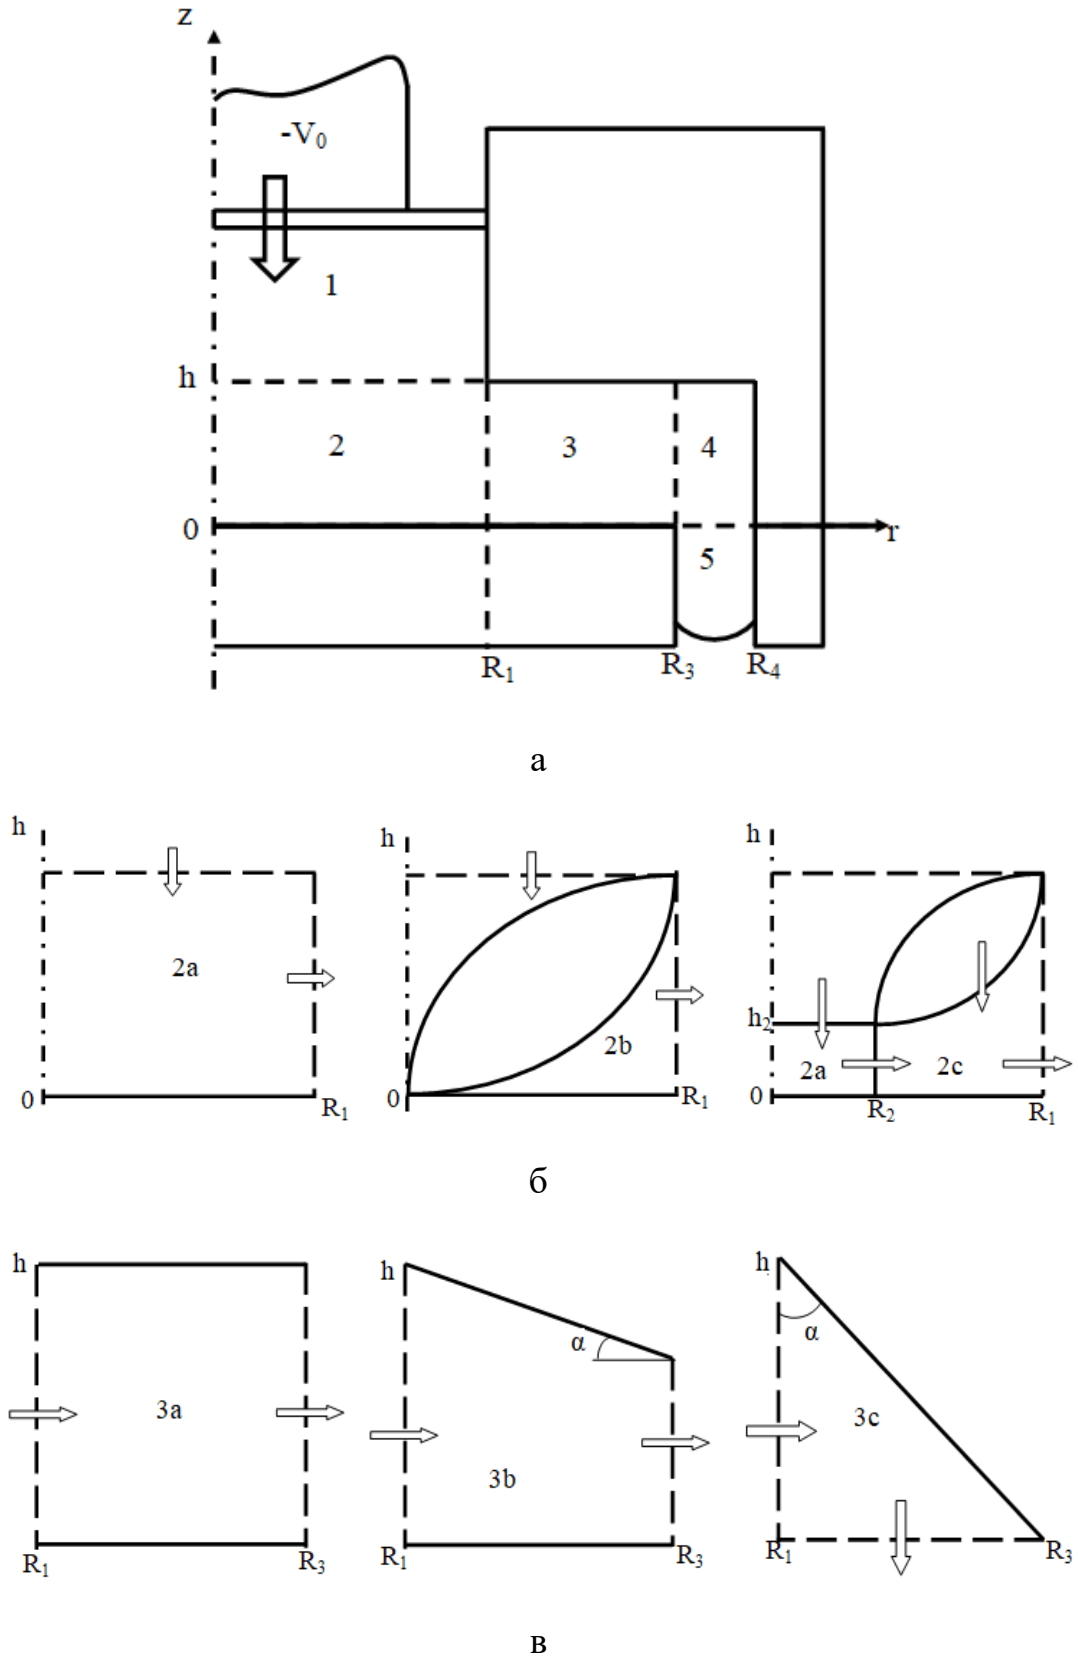 z
-V₀
1
h
2 3 4
0 r
5
R₁ R₃ R₄
а
h h h
2a 2b h₂ 2a 2c
0 R₁ 0 R₁ 0 R₂ R₁
б
h h h
α α
3a 3b 3c
R₁ R₃ R₁ R₃ R₁ R₃
в